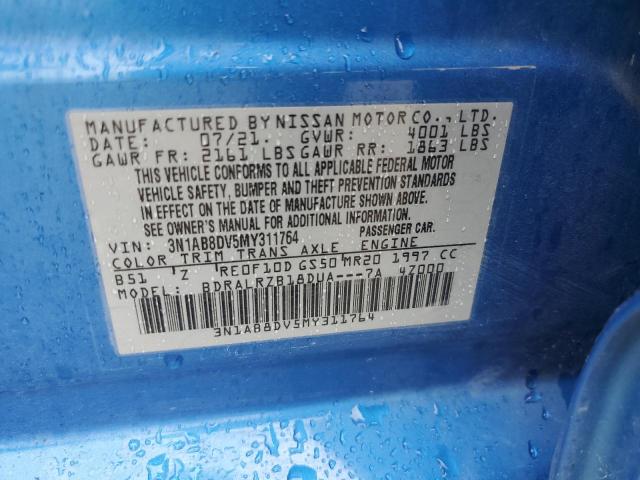 MANUFACTURED BY NISSAN MOTOR CO., LTD.
DATE: 07/21. GVWR: 4001 LBS
GAWR FR: 2161 LBS GAWR RR: 1863 LBS
THIS VEHICLE CONFORMS TO ALL APPLICABLE FEDERAL MOTOR
VEHICLE SAFETY, BUMPER AND THEFT PREVENTION STANDARDS
IN EFFECT ON THE DATE OF MANUFACTURE SHOWN ABOVE.
SEE OWNER'S MANUAL FOR ADDITIONAL INFORMATION.
VIN: 3N1AB8DV5MY311764 PASSENGER CAR.
COLOR TRIM TRANS AXLE ENGINE
B51 Z RE0F10D GS50 MR20 1997 CC
MODEL: BDRALRZB18DUA---7A 4Z000
3N1AB8DV5MY311764